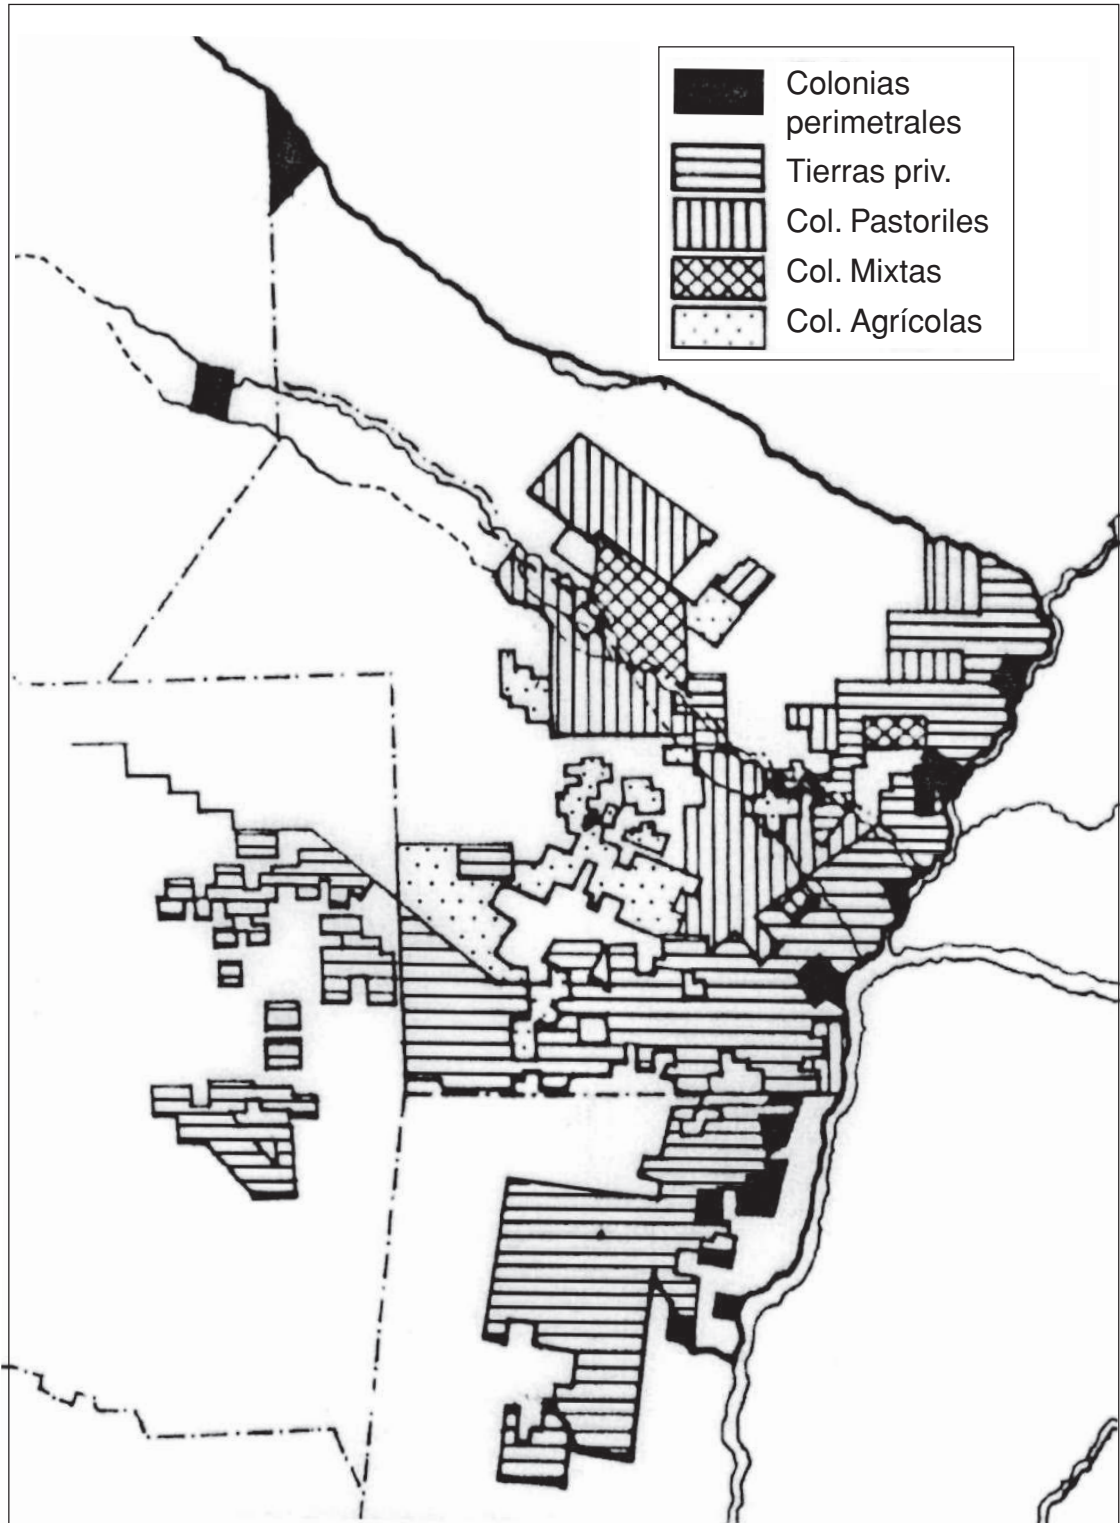 Colonias
perimetrales
Tierras priv.
Col. Pastoriles
Col. Mixtas
Col. Agrícolas